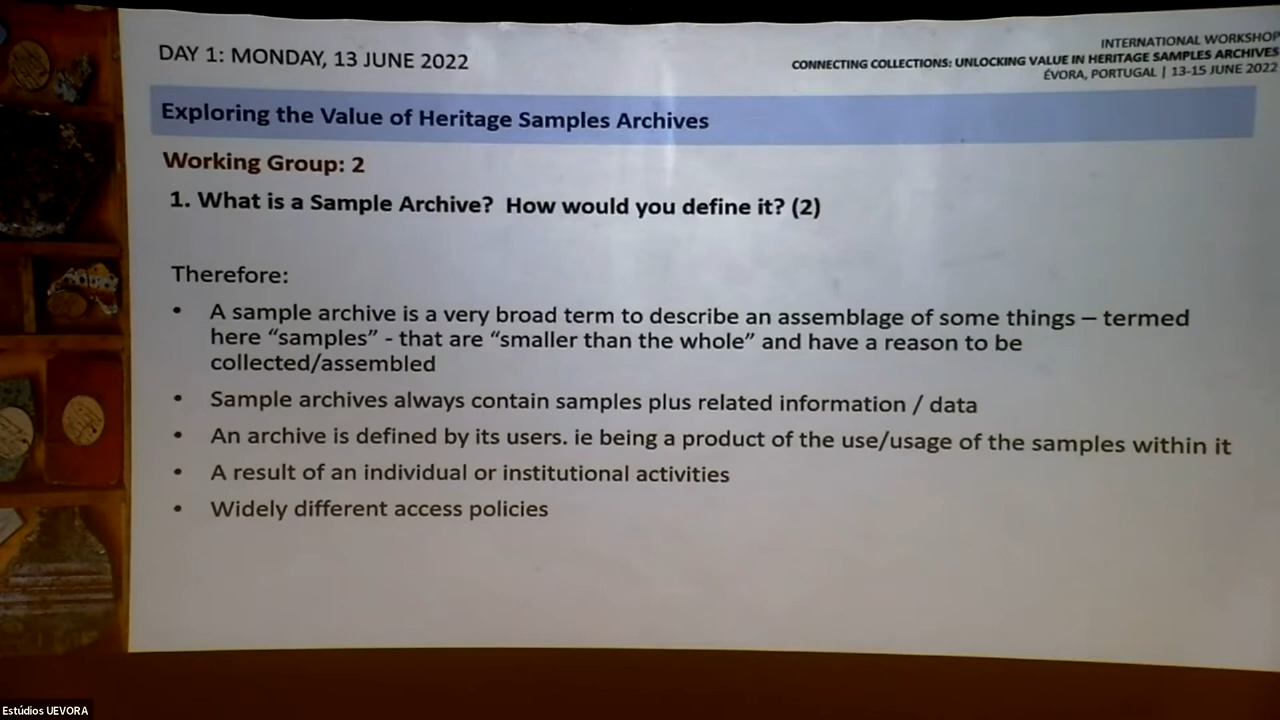 DAY 1: MONDAY, 13 JUNE 2022
INTERNATIONAL WORKSHOP
CONNECTING COLLECTIONS: UNLOCKING VALUE IN HERITAGE SAMPLES ARCHIVES
ÉVORA, PORTUGAL | 13-15 JUNE 2022
Exploring the Value of Heritage Samples Archives
Working Group: 2
1. What is a Sample Archive? How would you define it? (2)
Therefore:
• A sample archive is a very broad term to describe an assemblage of some things – termed
here “samples” - that are “smaller than the whole” and have a reason to be
collected/assembled
• Sample archives always contain samples plus related information / data
• An archive is defined by its users. ie being a product of the use/usage of the samples within it
• A result of an individual or institutional activities
• Widely different access policies
Estúdios UEVORA